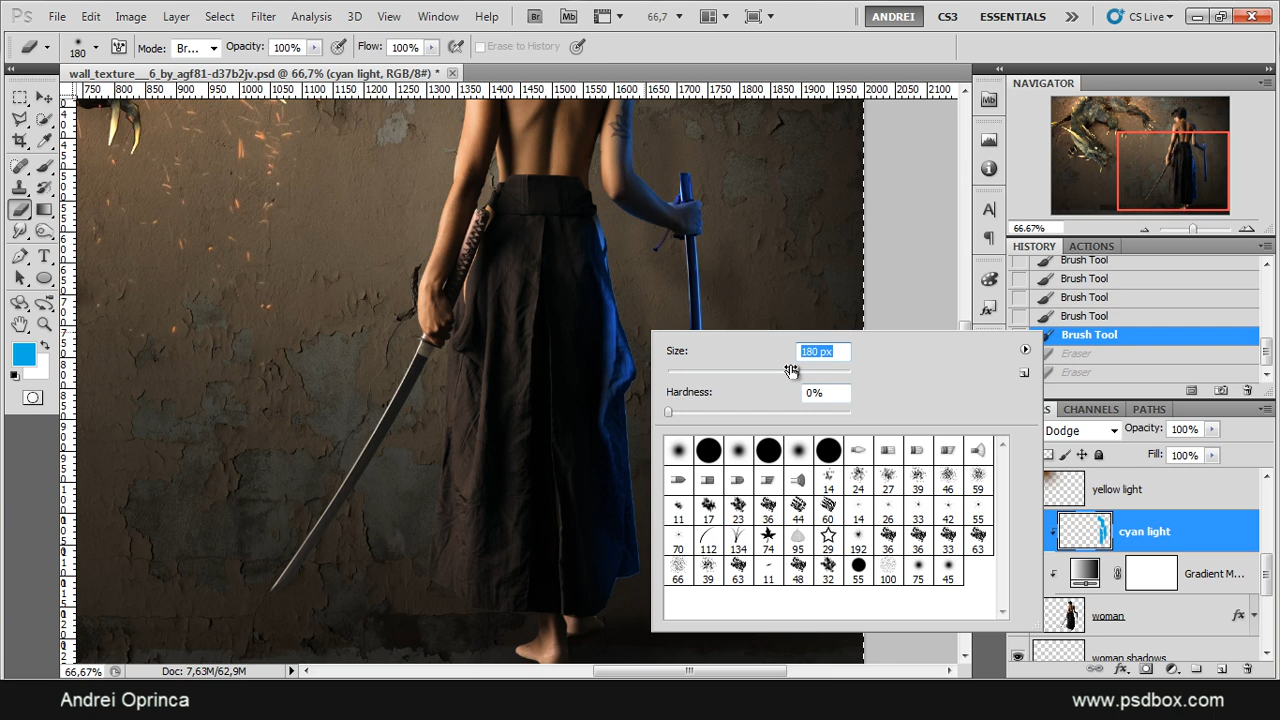 Ps File Edit Image Layer Select Filter Analysis 3D View Window Help Br Mb 66,7 ANDREI CS3 ESSENTIALS CS Live
180 Mode: Br... Opacity: 100% Flow: 100% Erase to History
wall_texture___6_by_agf81-d37b2jv.psd @ 66,7% (cyan light, RGB/8#) *
750 800 850 900 950 1000 1050 1100 1150 1200 1250 1300 1350 1400 1450 1500 1550 1600 1650 1700 1750 1800 1850 1900 1950 2000 2050 2100
NAVIGATOR
Mb
66.67%
HISTORY ACTIONS
Brush Tool
Brush Tool
Brush Tool
Brush Tool
Brush Tool
Eraser
Eraser
Size: 180 px
Hardness: 0%
14 24 27 39 46 59
11 17 23 36 44 60 14 26 33 42 55
70 112 134 74 95 29 192 36 36 33 63
66 39 63 11 48 32 55 100 75 45
S CHANNELS PATHS
Dodge Opacity: 100%
Fill: 100%
yellow light
cyan light
Gradient M...
woman fx
woman shadows
66,67% Doc: 7,63M/62,9M
Andrei Oprinca
www.psdbox.com